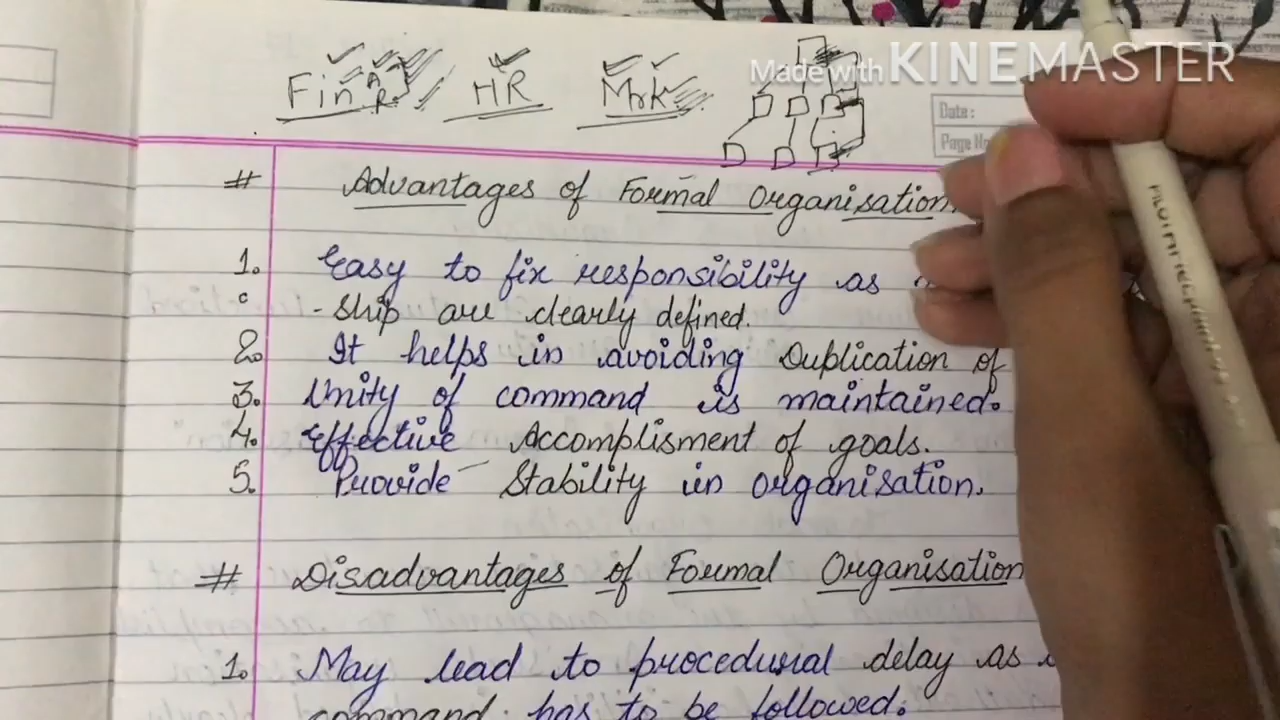 Made with KINEMASTER
Fin HR Mrk
Date :
Page No
# Advantages of Formal Organisation
1. Easy to fix responsibility as
- ship are clearly defined.
2. It helps in avoiding Duplication of
3. Unity of command is maintained.
4. Effective Accomplisment of goals.
5. Provide Stability in organisation.
# Disadvantages of Formal Organisation
1. May lead to procedural delay as
command has to be followed.